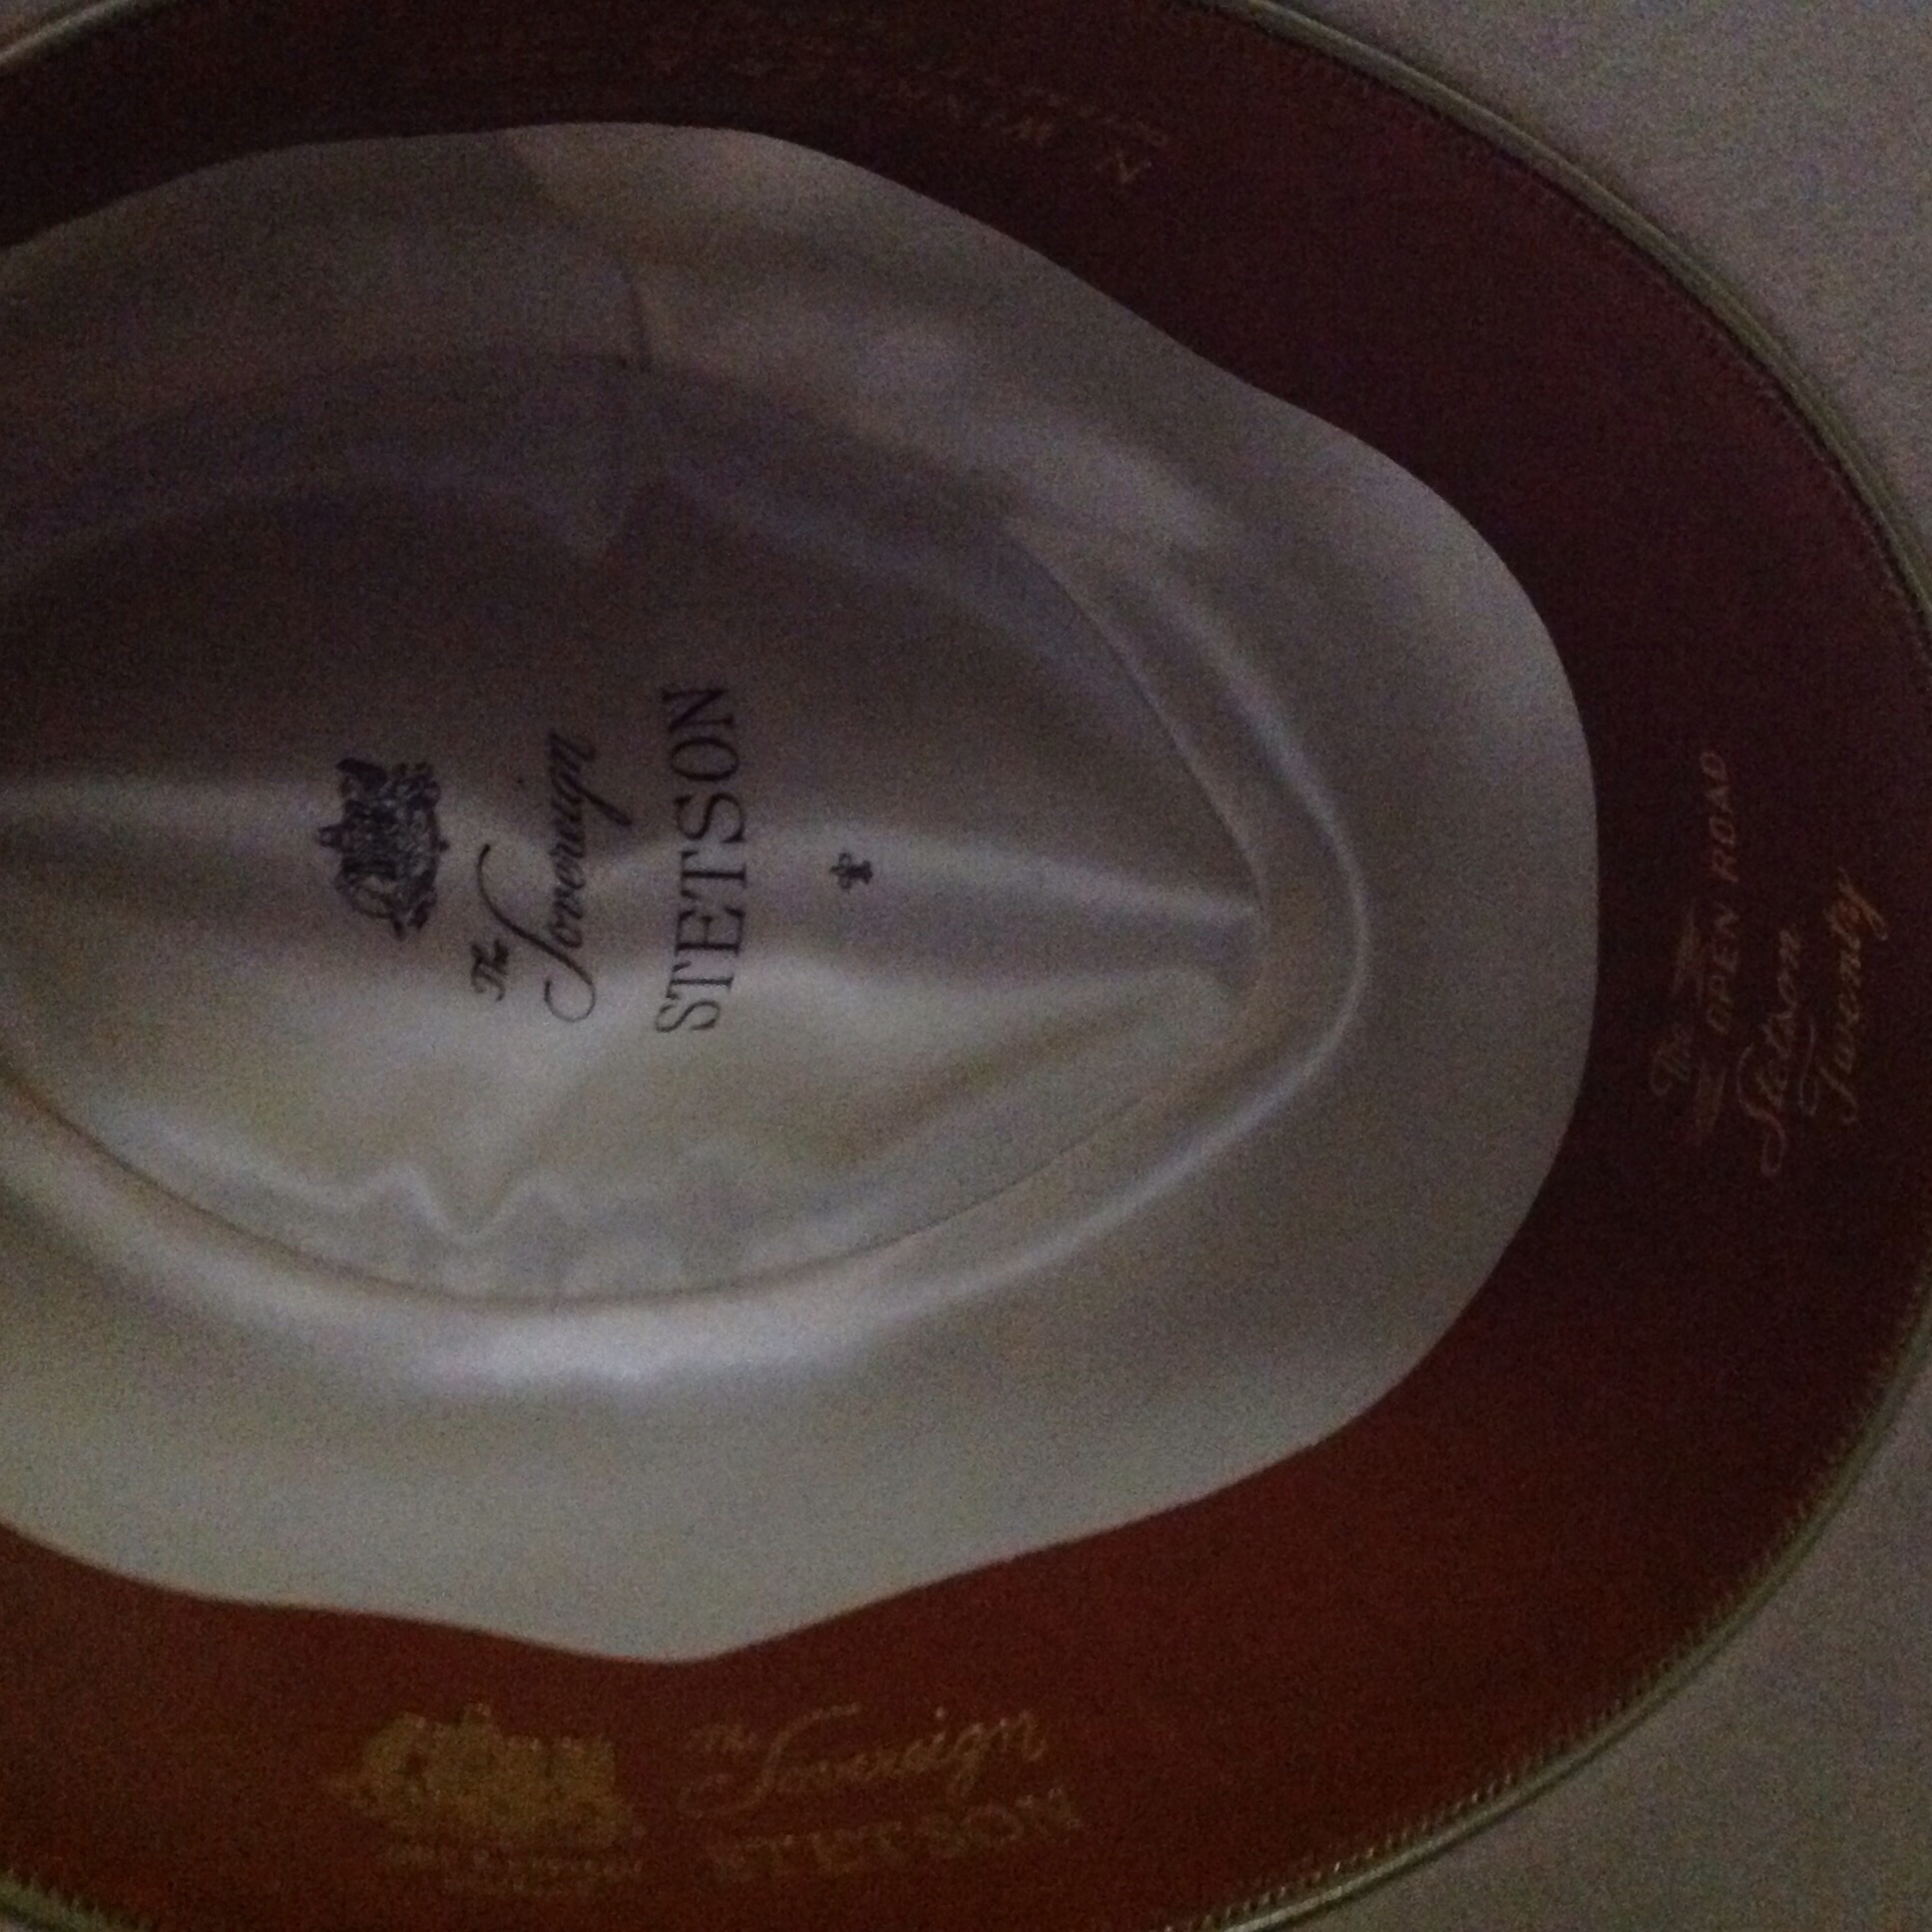 The
Sovereign
STETSON
The
OPEN ROAD
Stetson
Twenty
The
Sovereign
STETSON